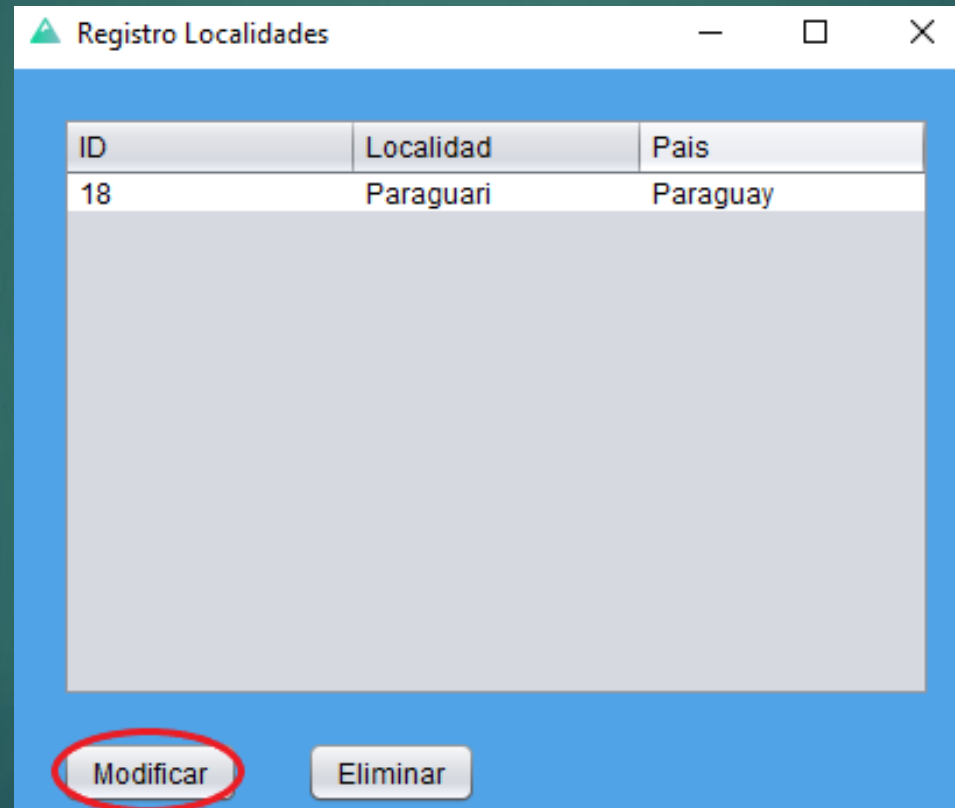 Registro Localidades
ID Localidad Pais
18 Paraguari Paraguay
Modificar Eliminar